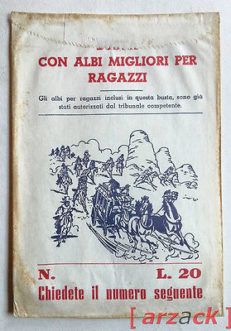 CON ALBI MIGLIORI PER
RAGAZZI
Gli albi per ragazzi inclusi in questa busta, sono già
stati autorizzati dal tribunale competente.
N. L. 20
Chiedete il numero seguente
[arzack]